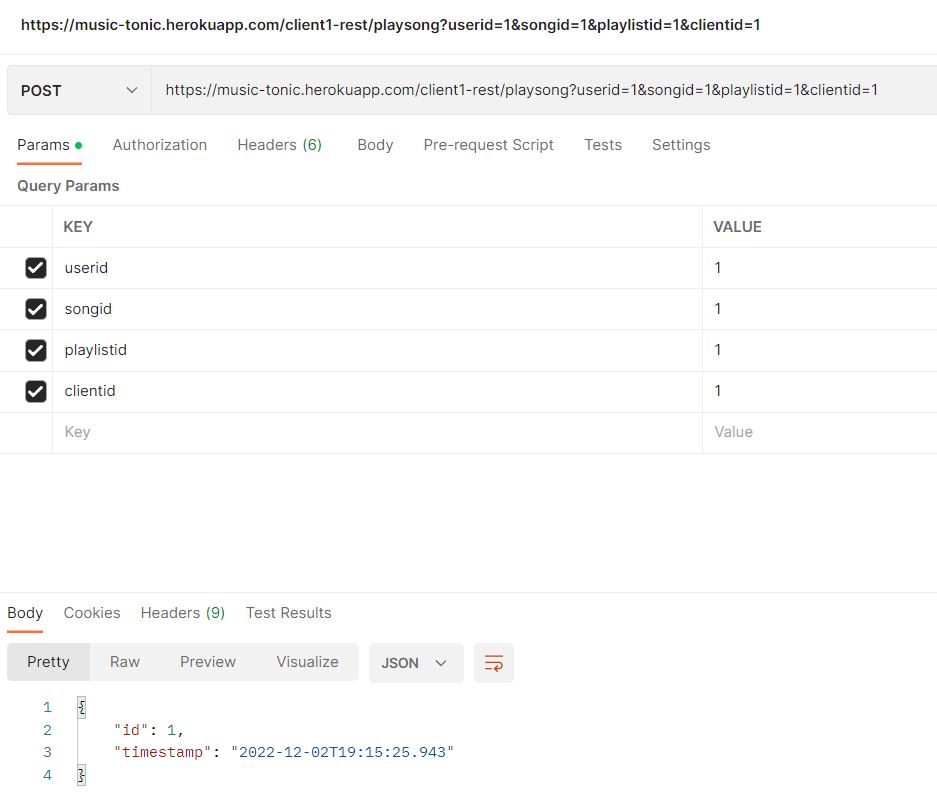 https://music-tonic.herokuapp.com/client1-rest/playsong?userid=1&songid=1&playlistid=1&clientid=1
POST https://music-tonic.herokuapp.com/client1-rest/playsong?userid=1&songid=1&playlistid=1&clientid=1
Params Authorization Headers (6) Body Pre-request Script Tests Settings
Query Params
KEY VALUE
userid 1
songid 1
playlistid 1
clientid 1
Key Value
Body Cookies Headers (9) Test Results
Pretty Raw Preview Visualize JSON
1 {
2 "id": 1,
3 "timestamp": "2022-12-02T19:15:25.943"
4 }